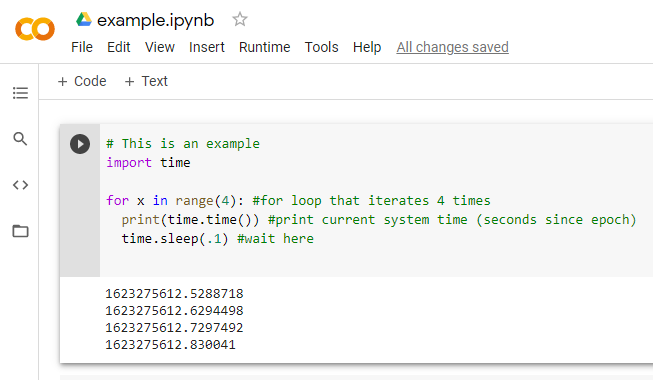 example.ipynb
File Edit View Insert Runtime Tools Help All changes saved
+ Code + Text
# This is an example
import time
for x in range(4): #for loop that iterates 4 times
  print(time.time()) #print current system time (seconds since epoch)
  time.sleep(.1) #wait here
1623275612.5288718
1623275612.6294498
1623275612.7297492
1623275612.830041